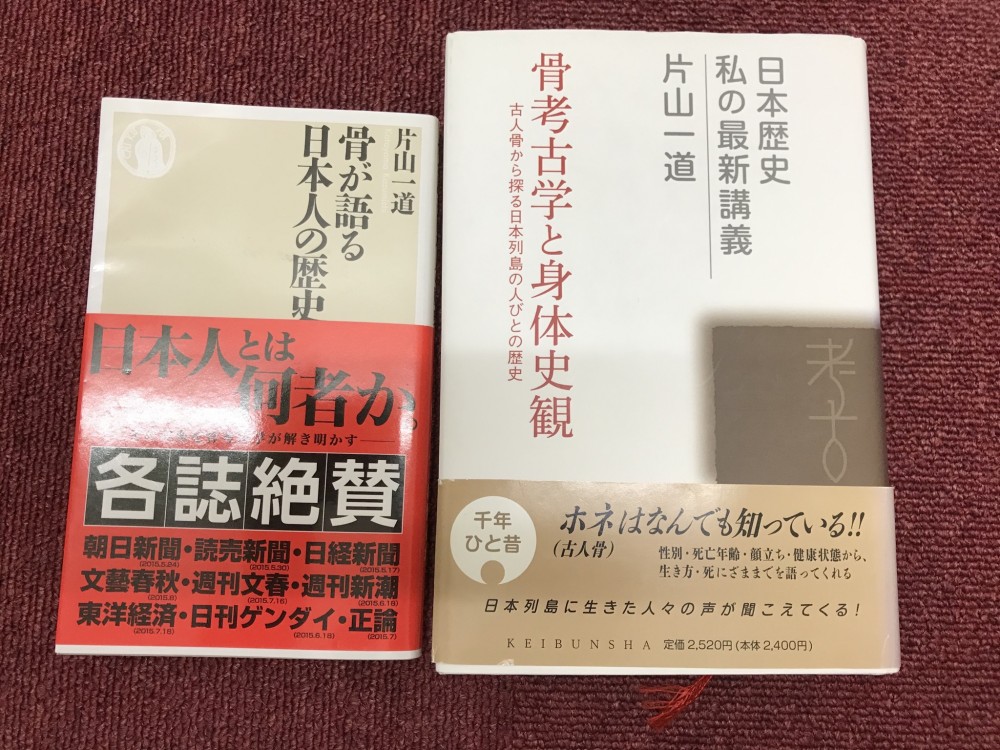 片山一道
骨が語る
日本人の歴史
日本人とは
何者か。
が解き明かす
各誌絶賛
朝日新聞・読売新聞・日経新聞
(2015.5.24)
(2015.5.30)
(2015.5.17)
文藝春秋・週刊文春・週刊新潮
(2015.8)
(2015.7.16)
(2015.6.18)
東洋経済・日刊ゲンダイ・正論
(2015.7.18)
(2015.6.18)
(2015.7)
日本歴史
私の最新講義
片山一道
骨考古学と身体史観
古人骨から探る日本列島の人びとの歴史
考古
千年
ひと昔
ホネはなんでも知っている!!
(古人骨)
性別・死亡年齢・顔立ち・健康状態から、
生き方・死にざままでを語ってくれる
日本列島に生きた人々の声が聞こえてくる!
KEIBUNSHA 定価2,520円(本体2,400円)